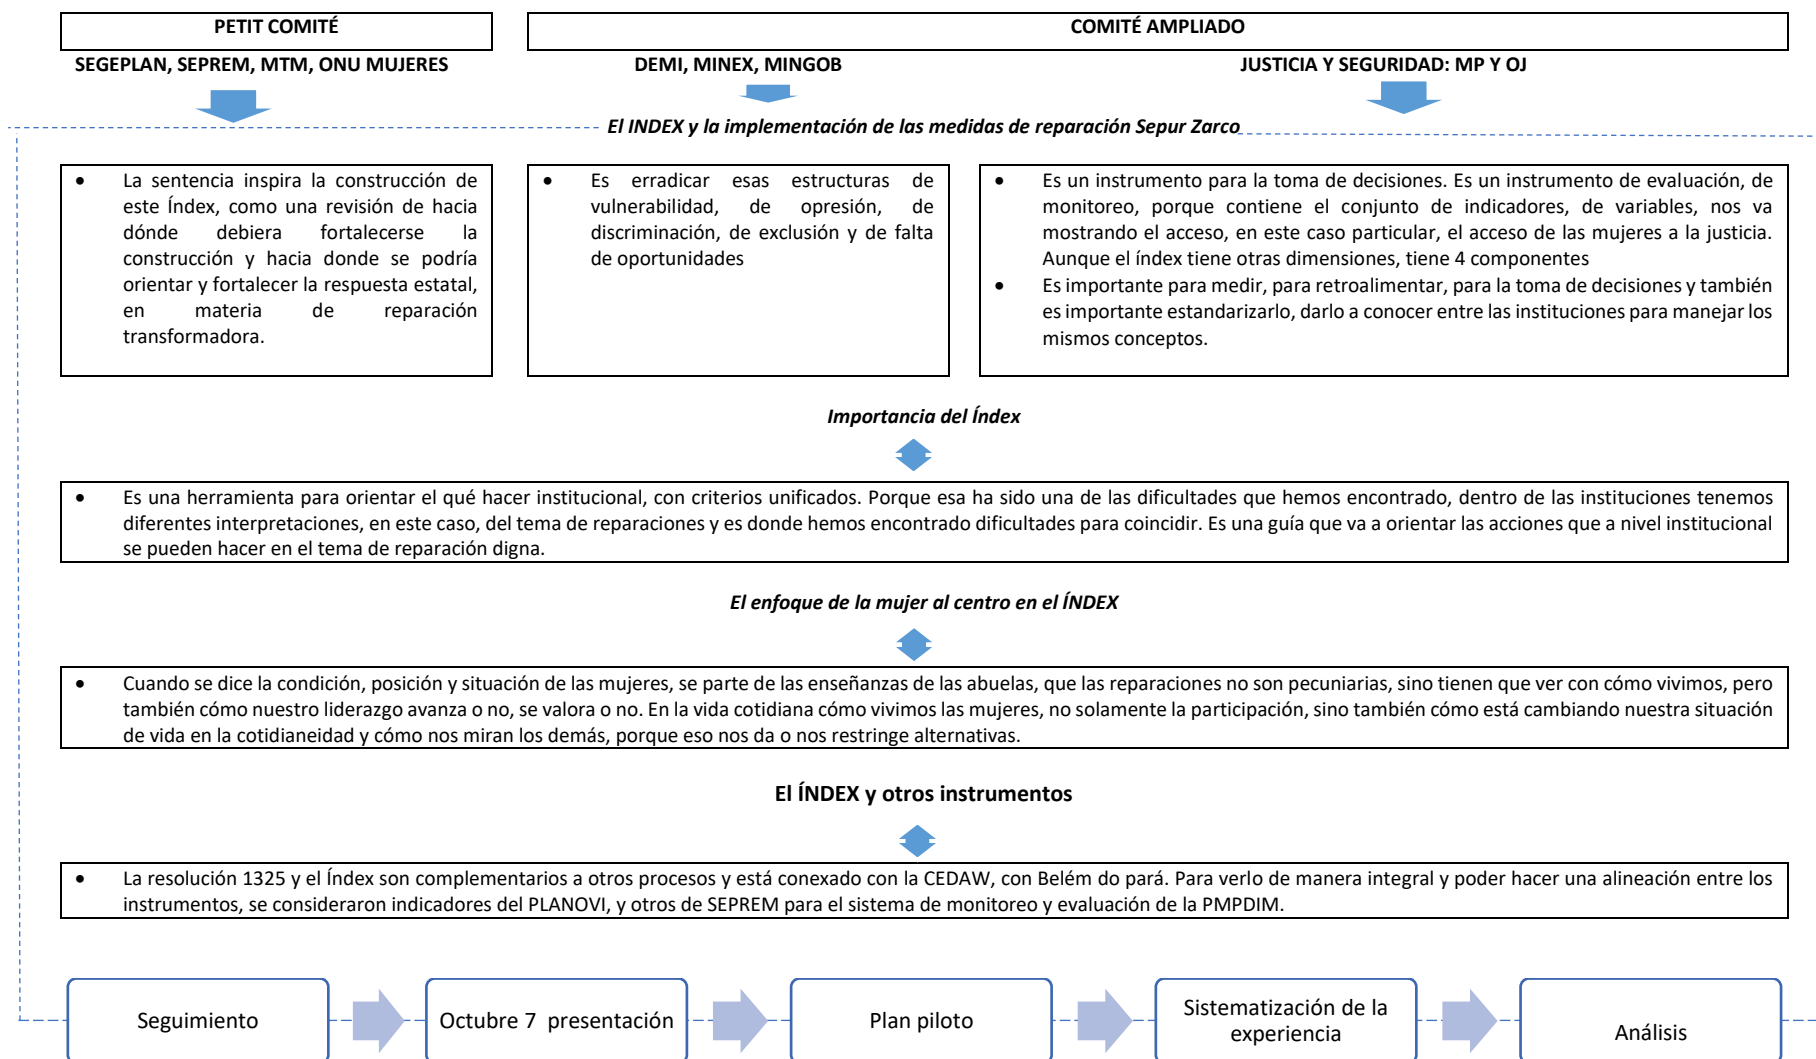 PETIT COMITÉ
COMITÉ AMPLIADO
SEGEPLAN, SEPREM, MTM, ONU MUJERES
DEMI, MINEX, MINGOB
JUSTICIA Y SEGURIDAD: MP Y OJ
El INDEX y la implementación de las medidas de reparación Sepur Zarco
• La sentencia inspira la construcción de
este Índex, como una revisión de hacia
dónde debiera fortalecerse la
construcción y hacia donde se podría
orientar y fortalecer la respuesta estatal,
en materia de reparación
transformadora.
• Es erradicar esas estructuras de
vulnerabilidad, de opresión, de
discriminación, de exclusión y de falta
de oportunidades
• Es un instrumento para la toma de decisiones. Es un instrumento de evaluación, de
monitoreo, porque contiene el conjunto de indicadores, de variables, nos va
mostrando el acceso, en este caso particular, el acceso de las mujeres a la justicia.
Aunque el índex tiene otras dimensiones, tiene 4 componentes
• Es importante para medir, para retroalimentar, para la toma de decisiones y también
es importante estandarizarlo, darlo a conocer entre las instituciones para manejar los
mismos conceptos.
Importancia del Índex
• Es una herramienta para orientar el qué hacer institucional, con criterios unificados. Porque esa ha sido una de las dificultades que hemos encontrado, dentro de las instituciones tenemos
diferentes interpretaciones, en este caso, del tema de reparaciones y es donde hemos encontrado dificultades para coincidir. Es una guía que va a orientar las acciones que a nivel institucional
se pueden hacer en el tema de reparación digna.
El enfoque de la mujer al centro en el ÍNDEX
• Cuando se dice la condición, posición y situación de las mujeres, se parte de las enseñanzas de las abuelas, que las reparaciones no son pecuniarias, sino tienen que ver con cómo vivimos, pero
también cómo nuestro liderazgo avanza o no, se valora o no. En la vida cotidiana cómo vivimos las mujeres, no solamente la participación, sino también cómo está cambiando nuestra situación
de vida en la cotidianeidad y cómo nos miran los demás, porque eso nos da o nos restringe alternativas.
El ÍNDEX y otros instrumentos
• La resolución 1325 y el Índex son complementarios a otros procesos y está conexado con la CEDAW, con Belém do pará. Para verlo de manera integral y poder hacer una alineación entre los
instrumentos, se consideraron indicadores del PLANOVI, y otros de SEPREM para el sistema de monitoreo y evaluación de la PMPDIM.
Seguimiento
Octubre 7 presentación
Plan piloto
Sistematización de la
experiencia
Análisis